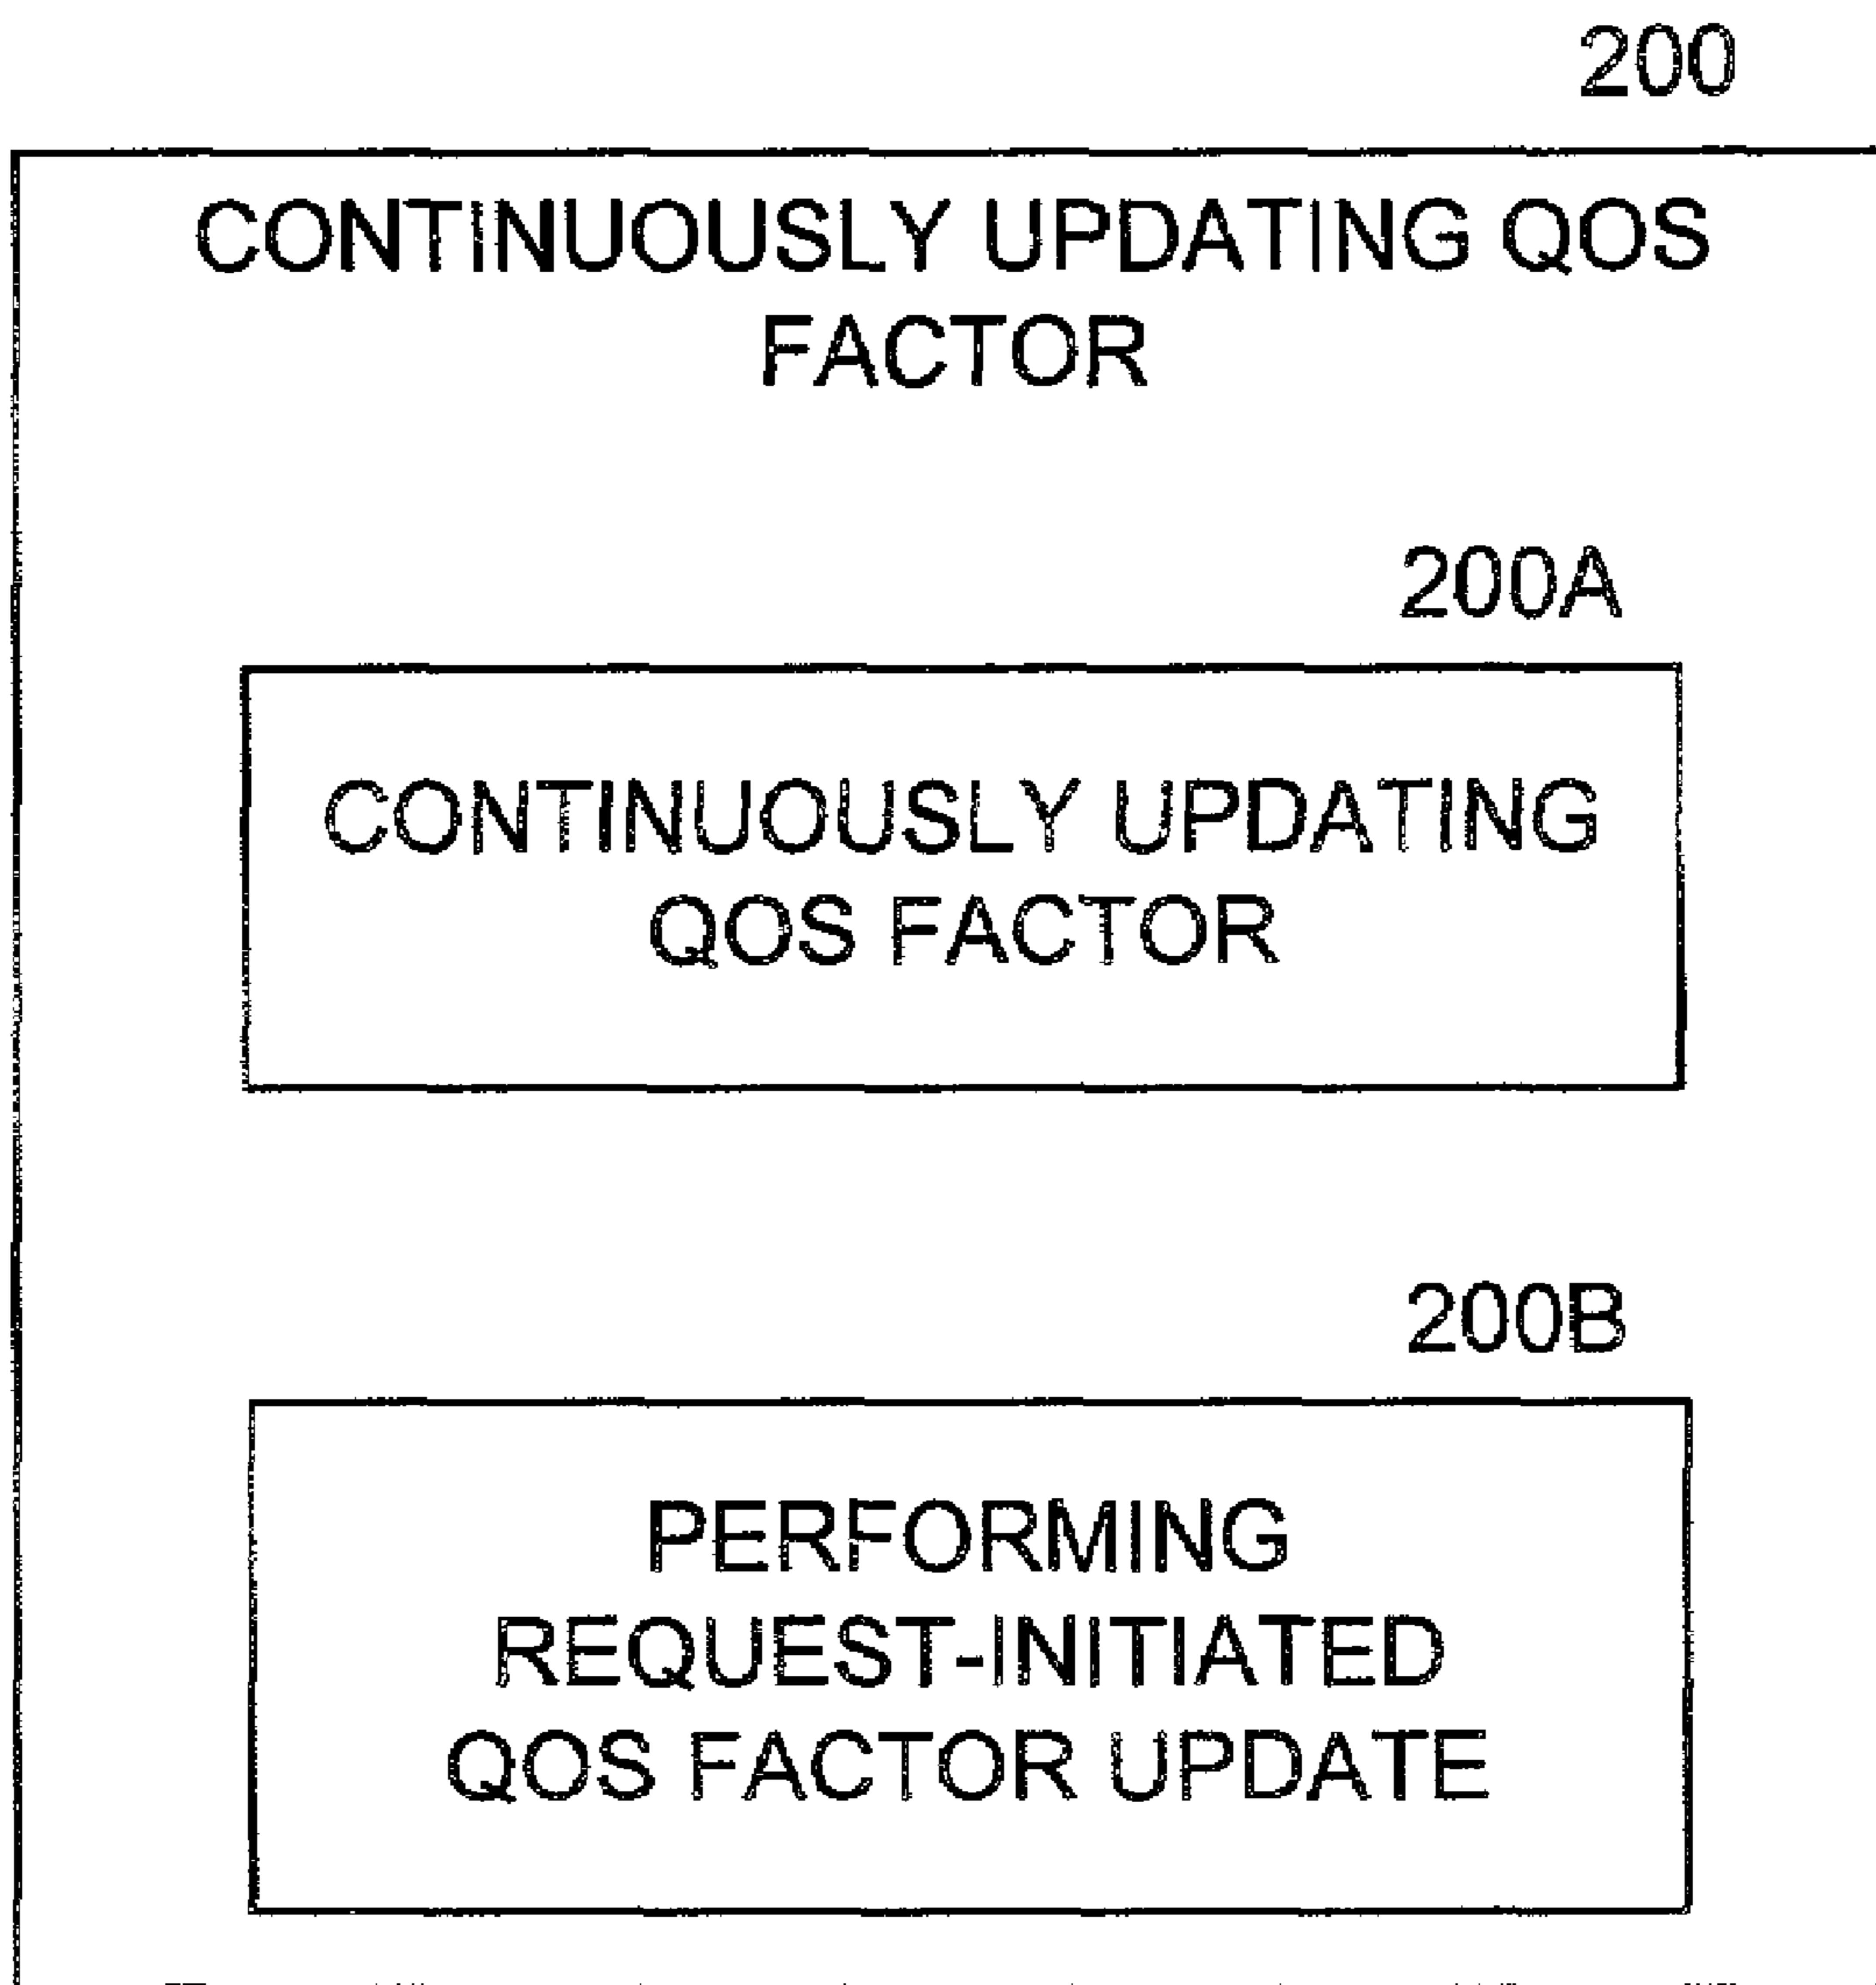 200
CONTINUOUSLY UPDATING QOS
FACTOR
200A
CONTINUOUSLY UPDATING
QOS FACTOR
200B
PERFORMING
REQUEST-INITIATED
QOS FACTOR UPDATE